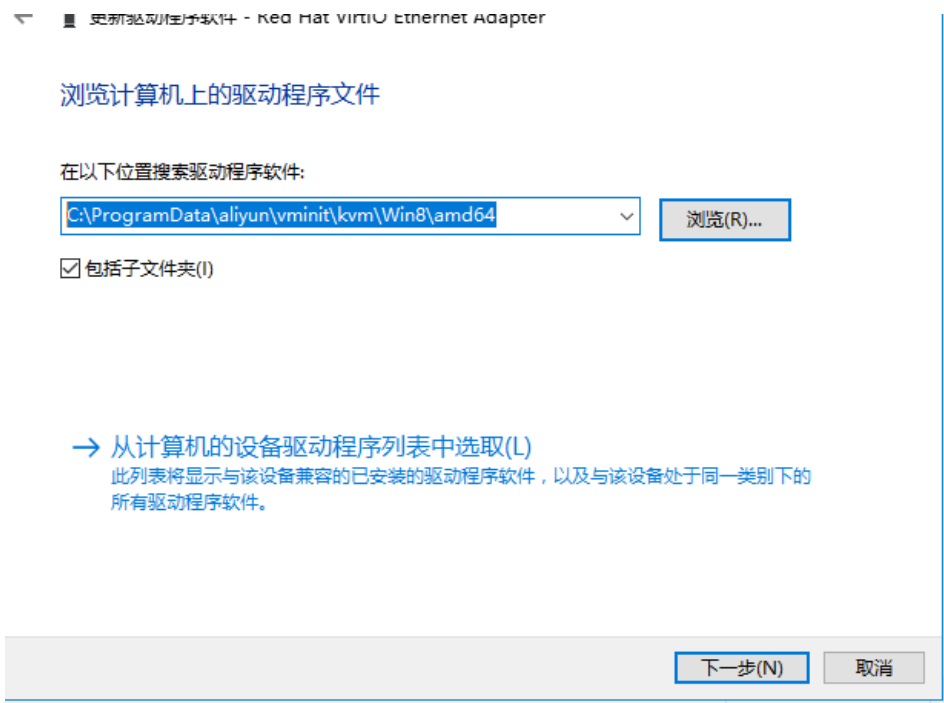 更新驱动程序软件 - Red Hat VirtIO Ethernet Adapter
浏览计算机上的驱动程序文件
在以下位置搜索驱动程序软件:
C:\ProgramData\aliyun\vminit\kvm\Win8\amd64
浏览(R)...
包括子文件夹(I)
从计算机的设备驱动程序列表中选取(L)
此列表将显示与该设备兼容的已安装的驱动程序软件，以及与该设备处于同一类别下的
所有驱动程序软件。
下一步(N)
取消